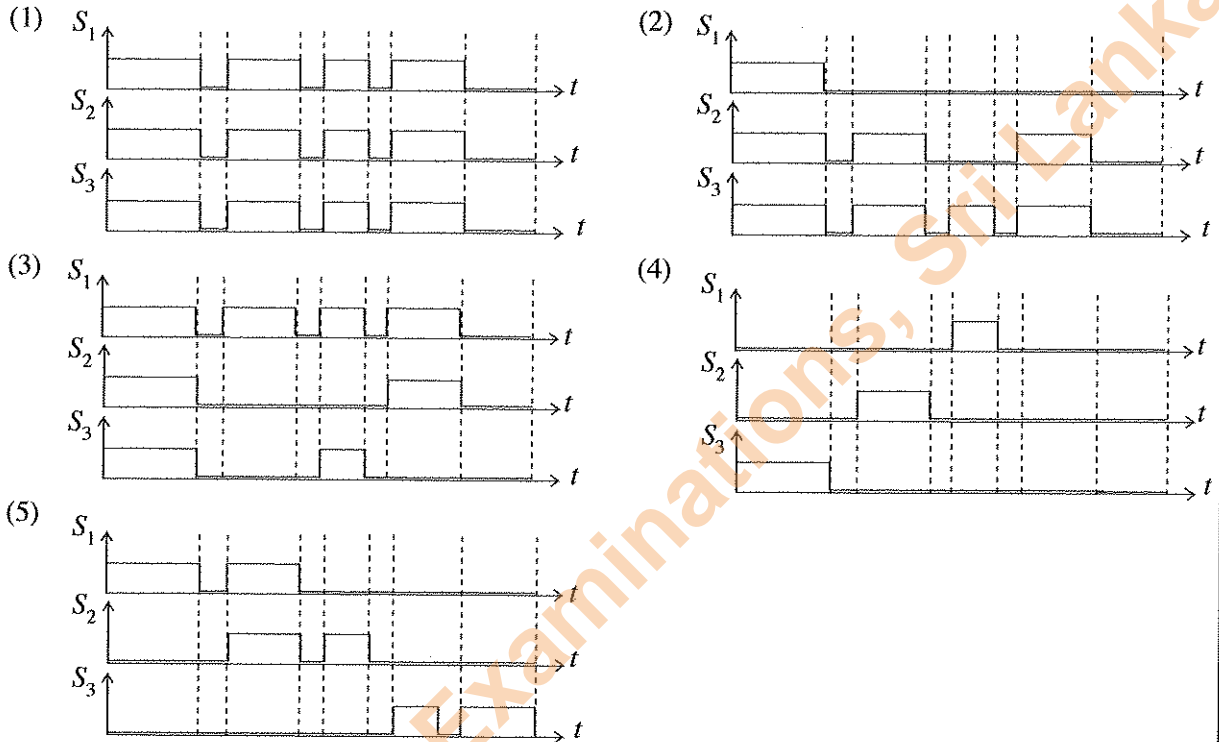 (1)
S1
t
S2
t
S3
t
(2)
S1
t
S2
t
S3
t
(3)
S1
t
S2
t
S3
t
(4)
S1
t
S2
t
S3
t
(5)
S1
t
S2
t
S3
t
Examinations, Sri Lanka